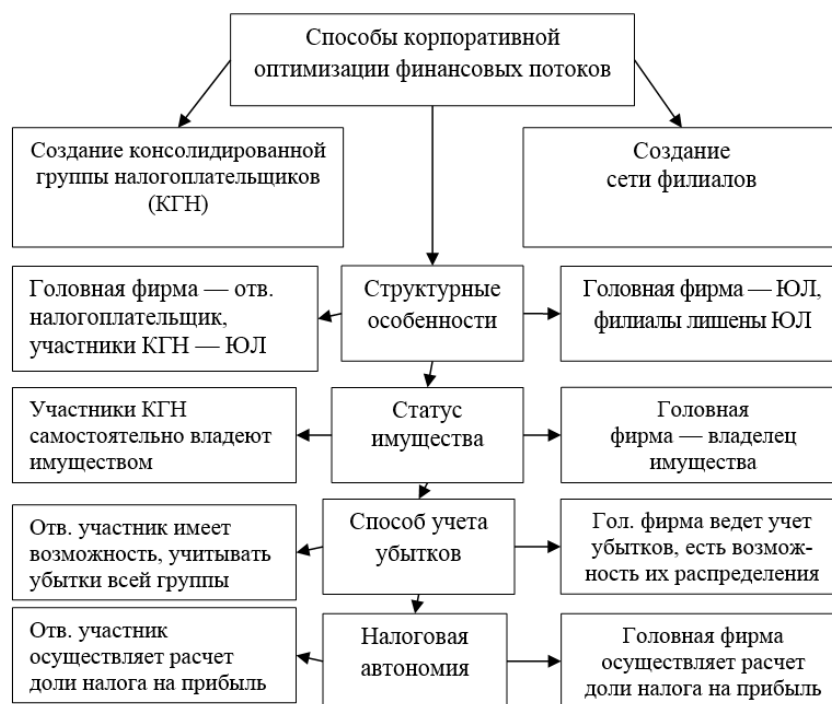 Способы корпоративной
оптимизации финансовых потоков
Создание консолидированной
группы налогоплательщиков
(КГН)
Создание
сети филиалов
Головная фирма — отв.
налогоплательщик,
участники КГН — ЮЛ
Структурные
особенности
Головная фирма — ЮЛ,
филиалы лишены ЮЛ
Участники КГН
самостоятельно владеют
имуществом
Статус
имущества
Головная
фирма — владелец
имущества
Отв. участник имеет
возможность, учитывать
убытки всей группы
Способ учета
убытков
Гол. фирма ведет учет
убытков, есть возмож-
ность их распределения
Отв. участник
осуществляет расчет
доли налога на прибыль
Налоговая
автономия
Головная фирма
осуществляет расчет
доли налога на прибыль